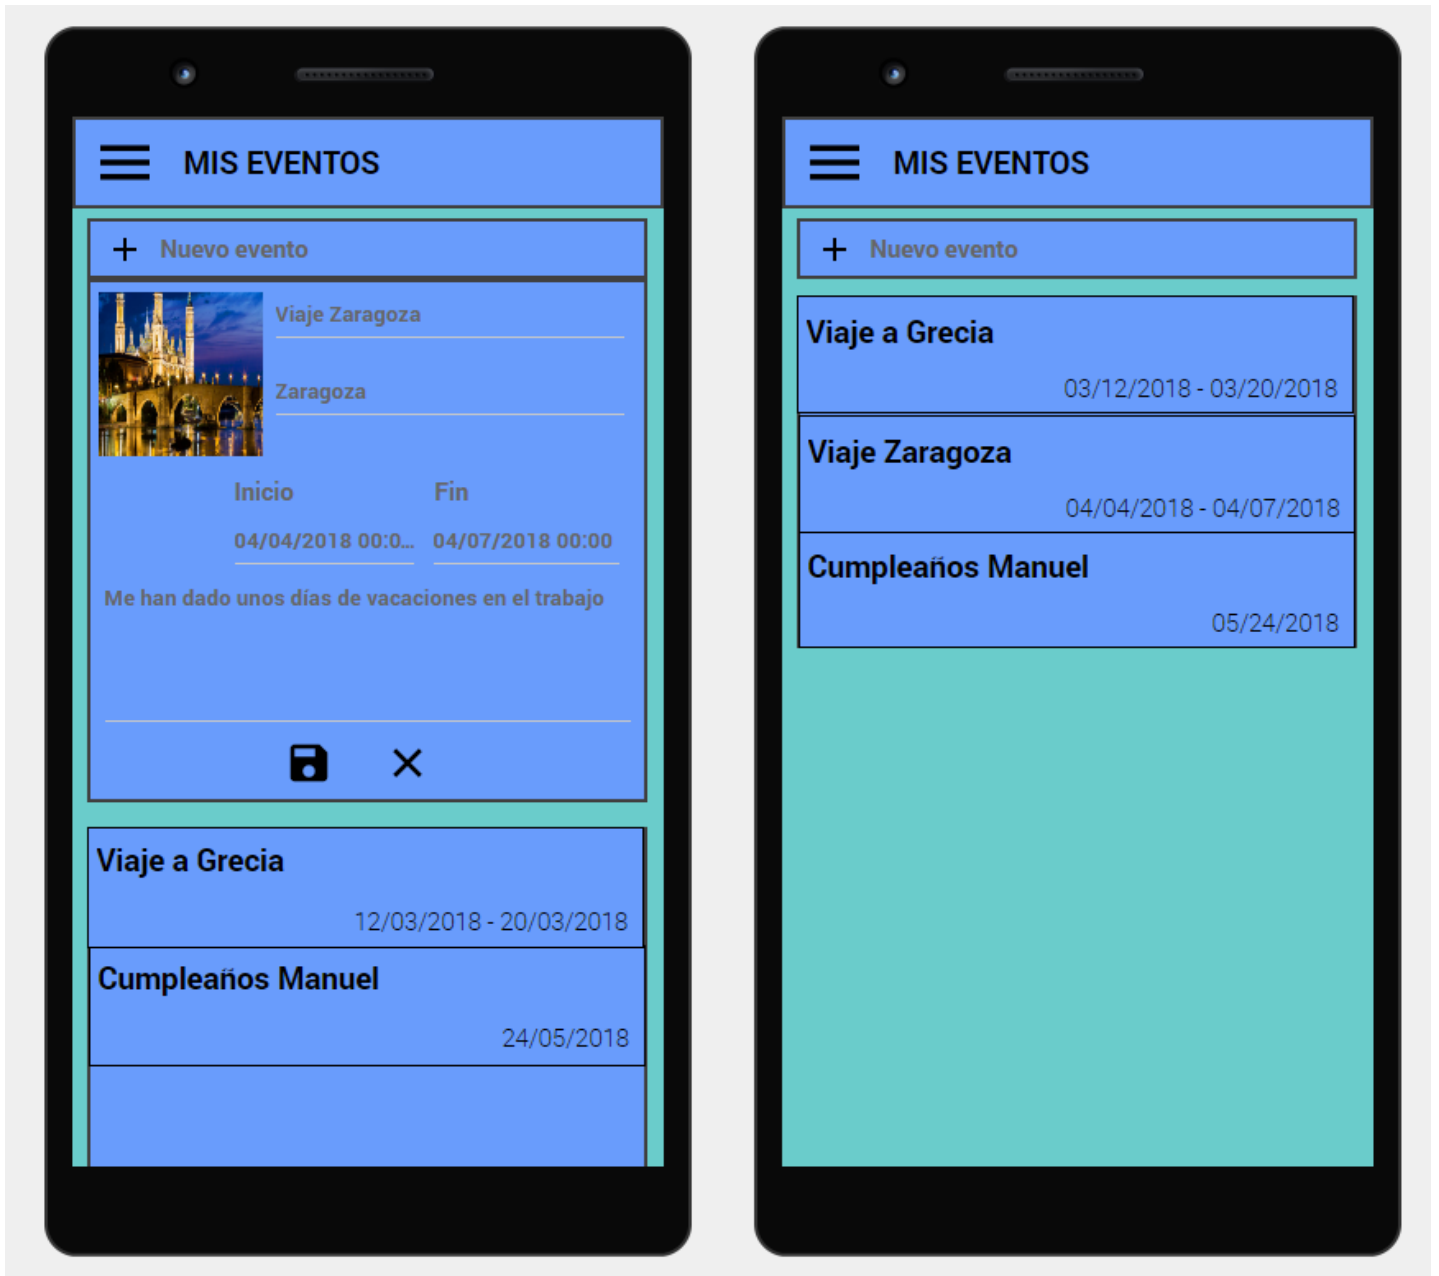 MIS EVENTOS
+ Nuevo evento
Viaje Zaragoza
Zaragoza
Inicio Fin
04/04/2018 00:0... 04/07/2018 00:00
Me han dado unos días de vacaciones en el trabajo
Viaje a Grecia
12/03/2018 - 20/03/2018
Cumpleaños Manuel
24/05/2018
MIS EVENTOS
+ Nuevo evento
Viaje a Grecia
03/12/2018 - 03/20/2018
Viaje Zaragoza
04/04/2018 - 04/07/2018
Cumpleaños Manuel
05/24/2018